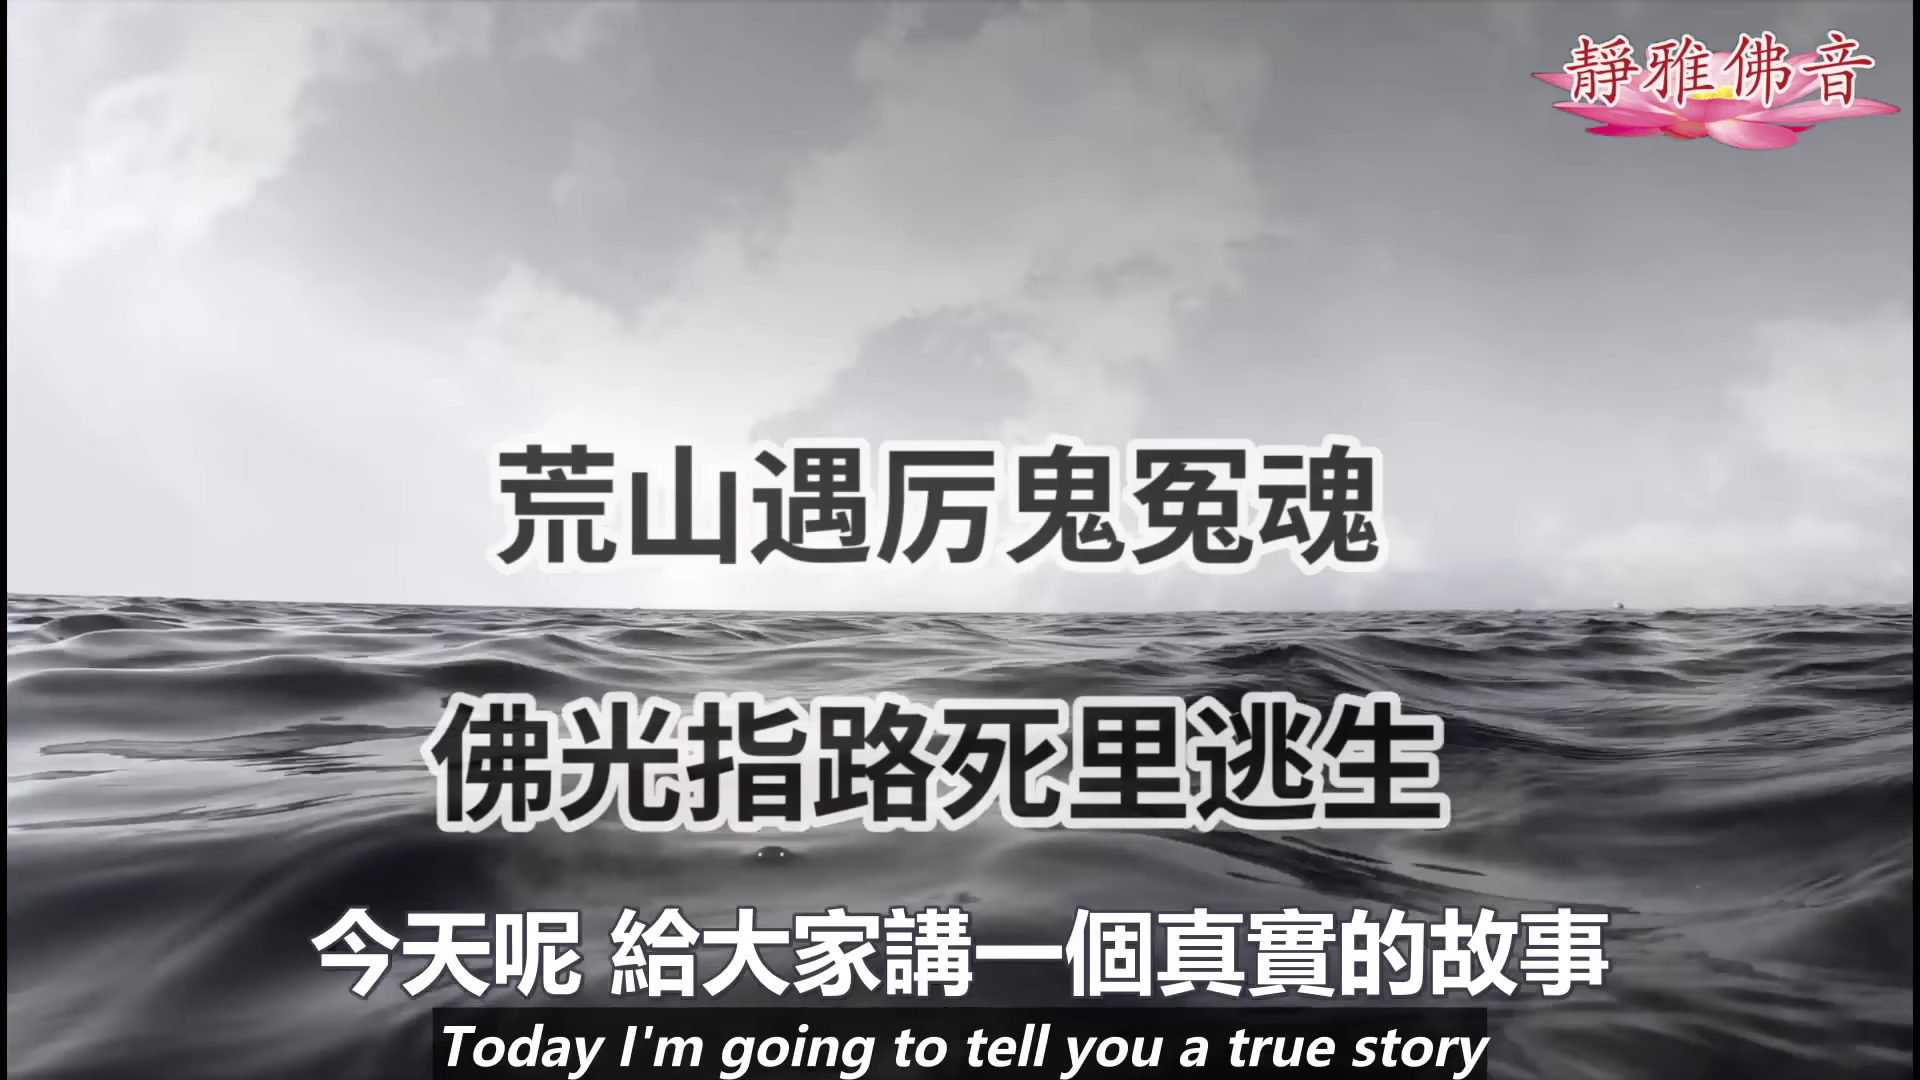 靜雅佛音
荒山遇厉鬼冤魂
佛光指路死里逃生
今天呢 給大家講一個真實的故事
Today I'm going to tell you a true story